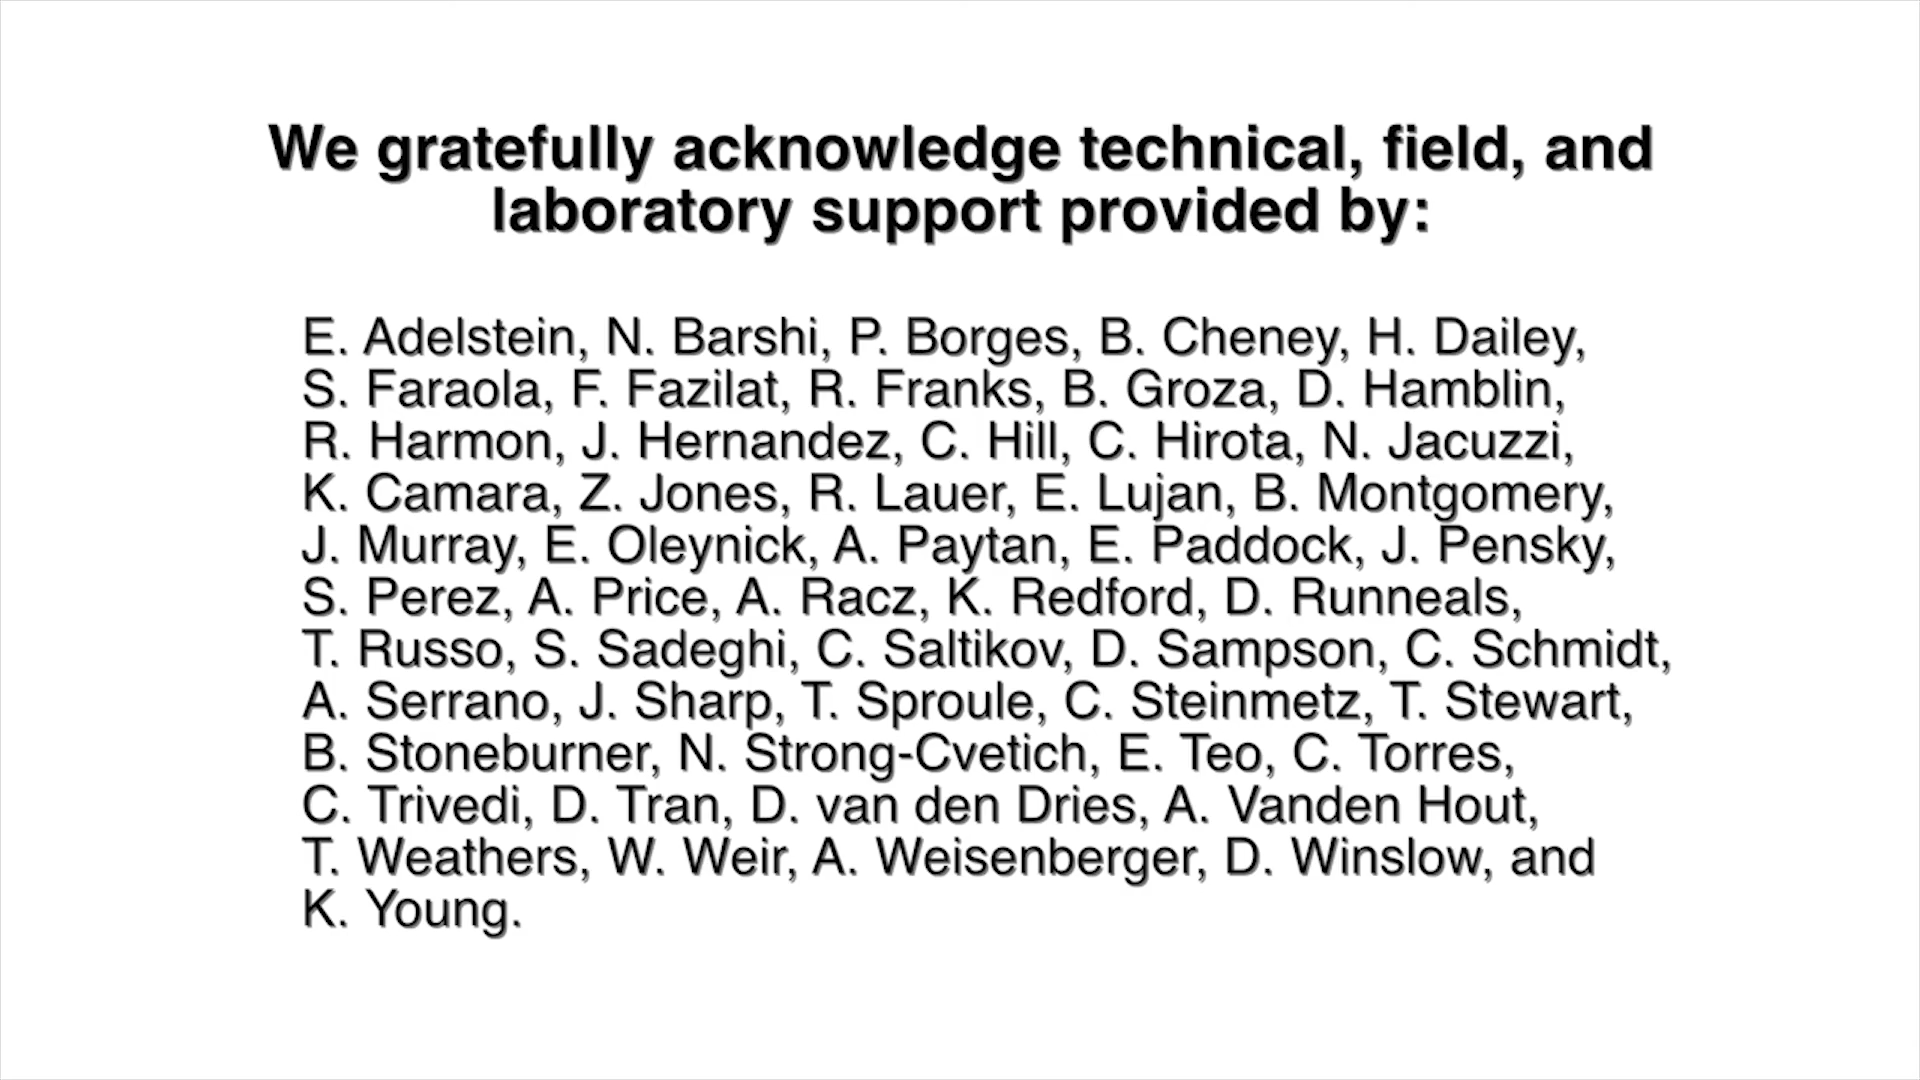 We gratefully acknowledge technical, field, and
laboratory support provided by:
E. Adelstein, N. Barshi, P. Borges, B. Cheney, H. Dailey,
S. Faraola, F. Fazilat, R. Franks, B. Groza, D. Hamblin,
R. Harmon, J. Hernandez, C. Hill, C. Hirota, N. Jacuzzi,
K. Camara, Z. Jones, R. Lauer, E. Lujan, B. Montgomery,
J. Murray, E. Oleynick, A. Paytan, E. Paddock, J. Pensky,
S. Perez, A. Price, A. Racz, K. Redford, D. Runneals,
T. Russo, S. Sadeghi, C. Saltikov, D. Sampson, C. Schmidt,
A. Serrano, J. Sharp, T. Sproule, C. Steinmetz, T. Stewart,
B. Stoneburner, N. Strong-Cvetich, E. Teo, C. Torres,
C. Trivedi, D. Tran, D. van den Dries, A. Vanden Hout,
T. Weathers, W. Weir, A. Weisenberger, D. Winslow, and
K. Young.